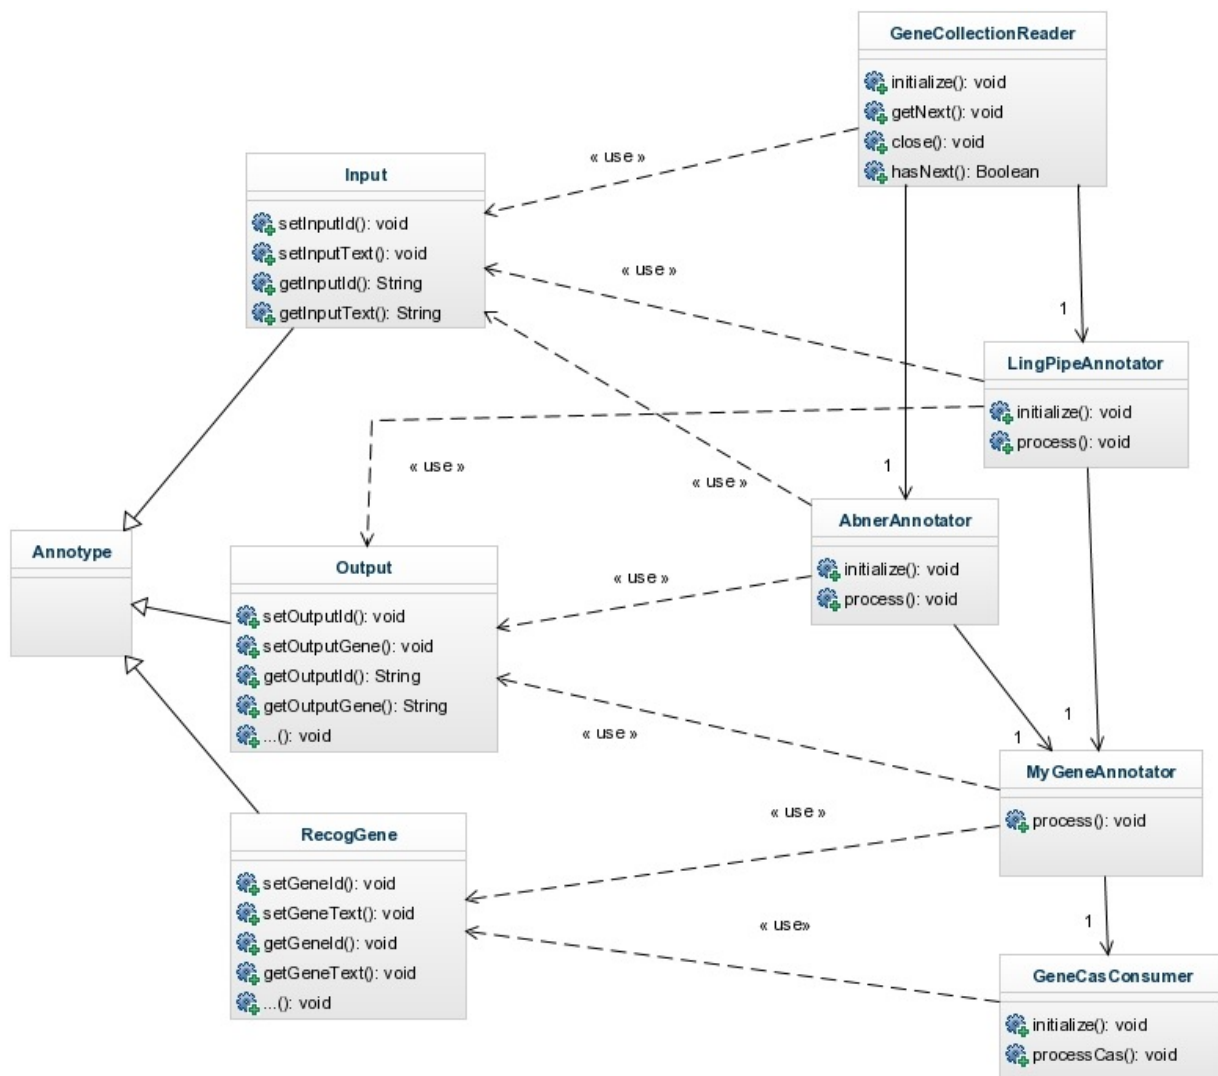 GeneCollectionReader
initialize(): void
getNext(): void
close(): void
hasNext(): Boolean
« use »
Input
setInputId(): void
setInputText(): void
getInputId(): String
getInputText(): String
« use »
1
LingPipeAnnotator
initialize(): void
process(): void
« use »
« use »
1
AbnerAnnotator
initialize(): void
process(): void
Annotype
Output
setOutputId(): void
setOutputGene(): void
getOutputId(): String
getOutputGene(): String
...(): void
« use »
« use »
1
1
MyGeneAnnotator
process(): void
« use »
RecogGene
setGeneId(): void
setGeneText(): void
getGeneId(): void
getGeneText(): void
...(): void
« use»
1
GeneCasConsumer
initialize(): void
processCas(): void